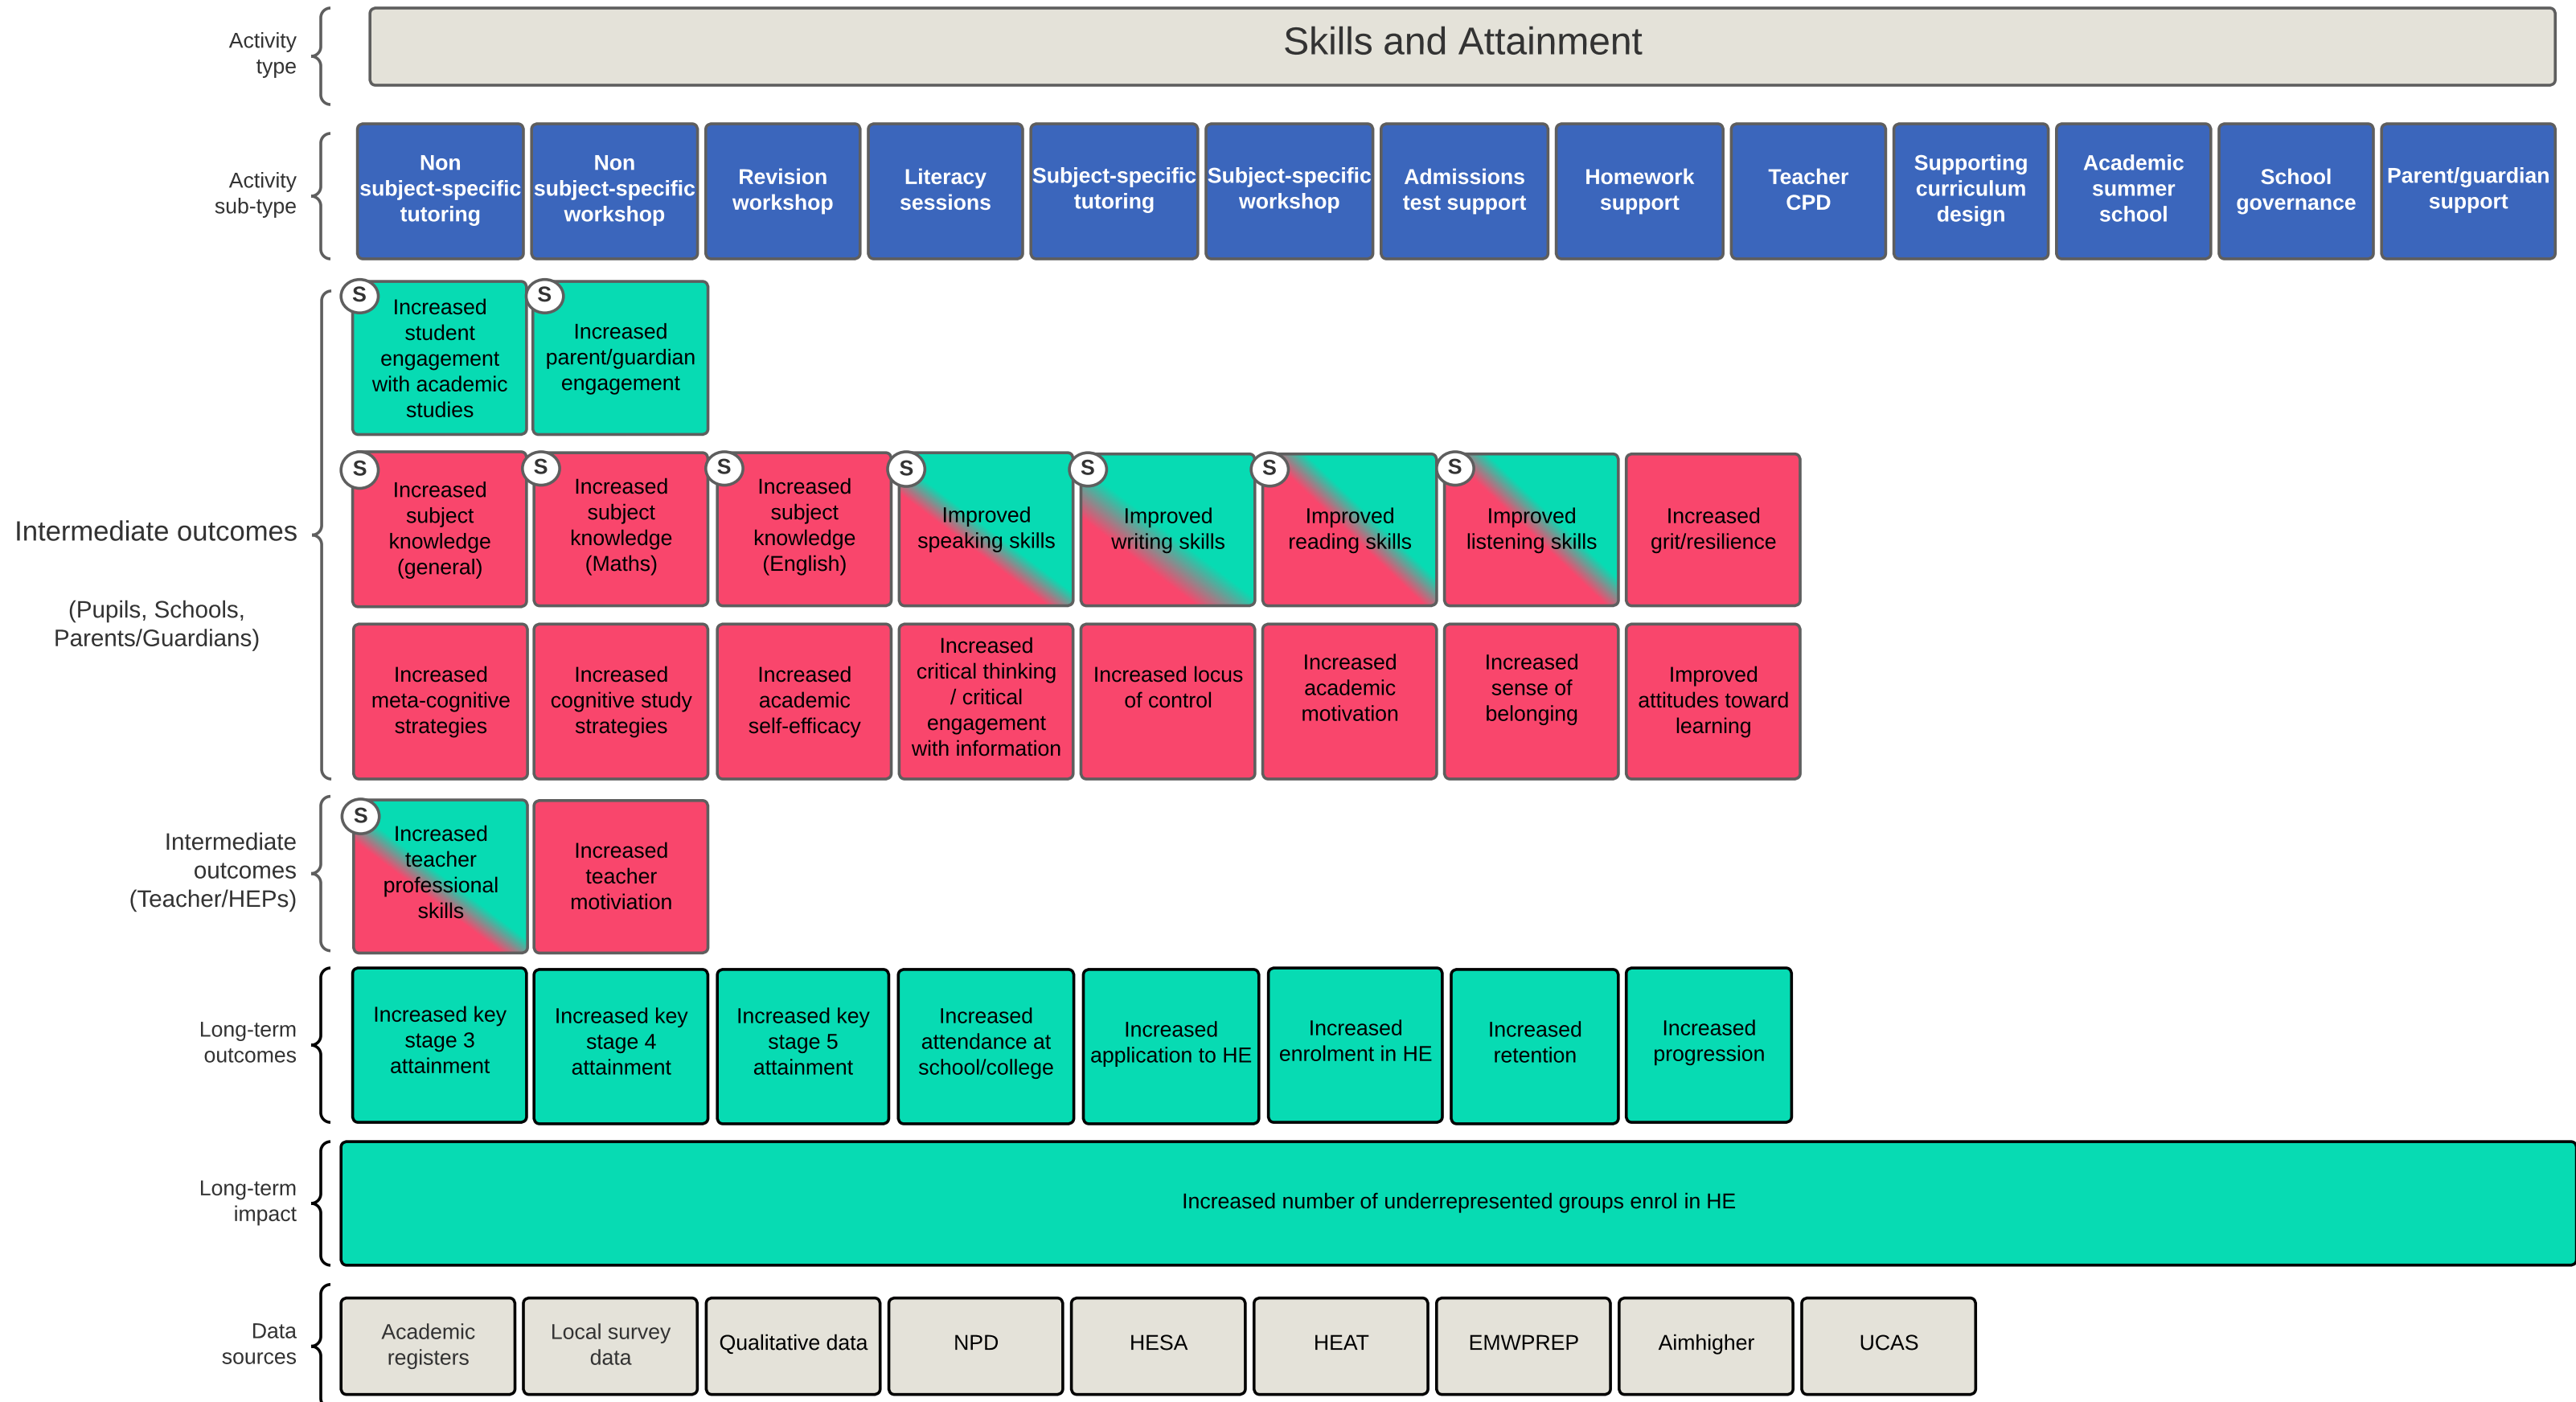 Activity
type
Skills and Attainment
Activity
sub-type
Non
subject-specific
tutoring
Non
subject-specific
workshop
Revision
workshop
Literacy
sessions
Subject-specific
tutoring
Subject-specific
workshop
Admissions
test support
Homework
support
Teacher
CPD
Supporting
curriculum
design
Academic
summer
school
School
governance
Parent/guardian
support
Intermediate outcomes
(Pupils, Schools,
Parents/Guardians)
S
Increased
student
engagement
with academic
studies
S
Increased
parent/guardian
engagement
S
Increased
subject
knowledge
(general)
S
Increased
subject
knowledge
(Maths)
S
Increased
subject
knowledge
(English)
S
Improved
speaking skills
S
Improved
writing skills
S
Improved
reading skills
S
Improved
listening skills
Increased
grit/resilience
Increased
meta-cognitive
strategies
Increased
cognitive study
strategies
Increased
academic
self-efficacy
Increased
critical thinking
/ critical
engagement
with information
Increased locus
of control
Increased
academic
motivation
Increased
sense of
belonging
Improved
attitudes toward
learning
Intermediate
outcomes
(Teacher/HEPs)
S
Increased
teacher
professional
skills
Increased
teacher
motiviation
Long-term
outcomes
Increased key
stage 3
attainment
Increased key
stage 4
attainment
Increased key
stage 5
attainment
Increased
attendance at
school/college
Increased
application to HE
Increased
enrolment in HE
Increased
retention
Increased
progression
Long-term
impact
Increased number of underrepresented groups enrol in HE
Data
sources
Academic
registers
Local survey
data
Qualitative data
NPD
HESA
HEAT
EMWPREP
Aimhigher
UCAS